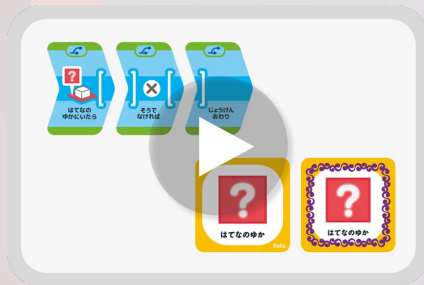 ?
はてなの
ゆかにいたら
そうで
なければ
じょうけん
おわり
?
はてなのゆか
toio
?
はてなのゆか